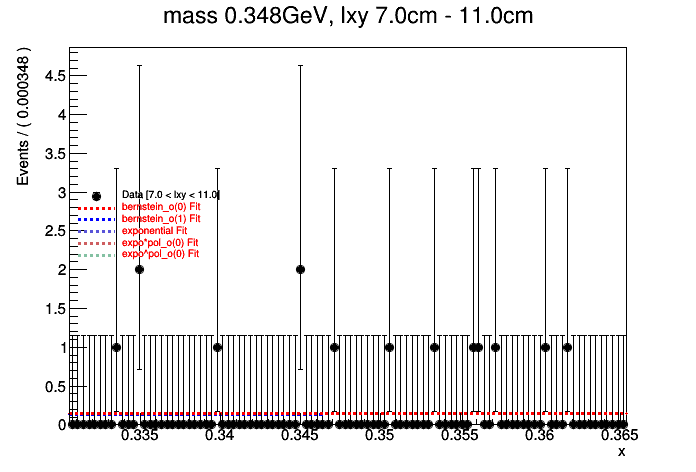 mass 0.348GeV, lxy 7.0cm - 11.0cm
Events / ( 0.000348 )
4.5
4
3.5
3
2.5
2
1.5
1
0.5
0
Data [7.0 < lxy < 11.0]
bernstein_o(0) Fit
bernstein_o(1) Fit
exponential Fit
expo*pol_o(0) Fit
expo^pol_o(0) Fit
0.335 0.34 0.345 0.35 0.355 0.36 0.365
x